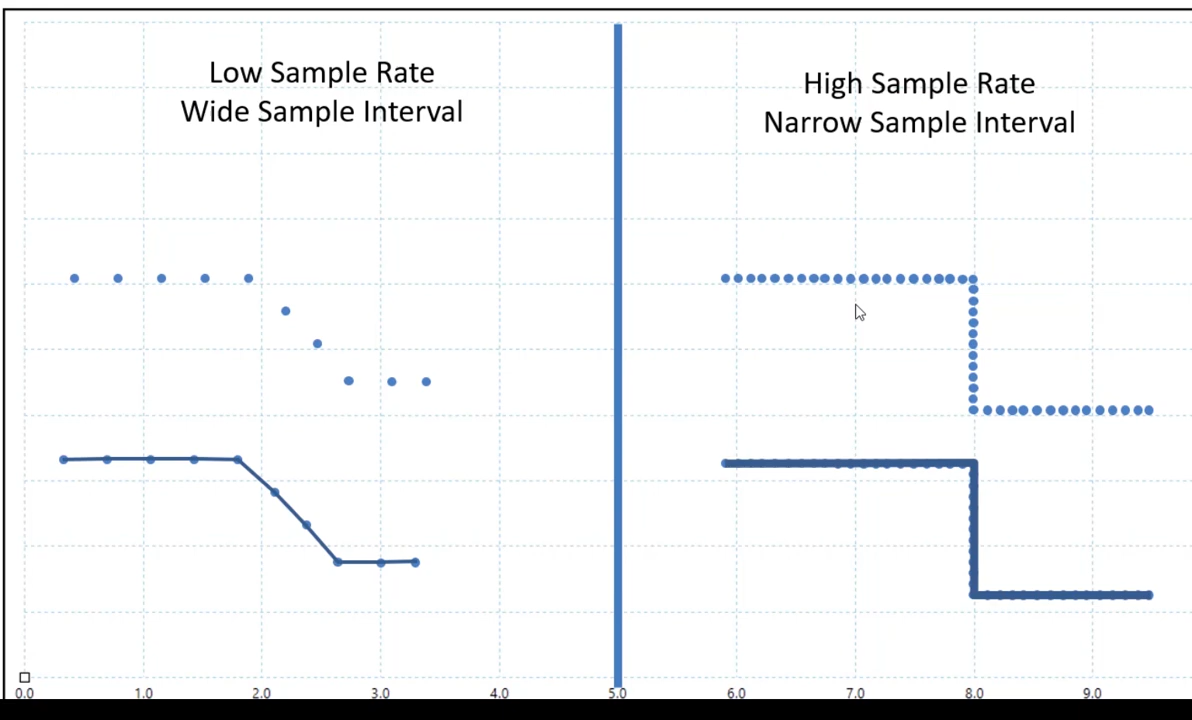 Low Sample Rate
Wide Sample Interval
High Sample Rate
Narrow Sample Interval
0.0 1.0 2.0 3.0 4.0 5.0 6.0 7.0 8.0 9.0